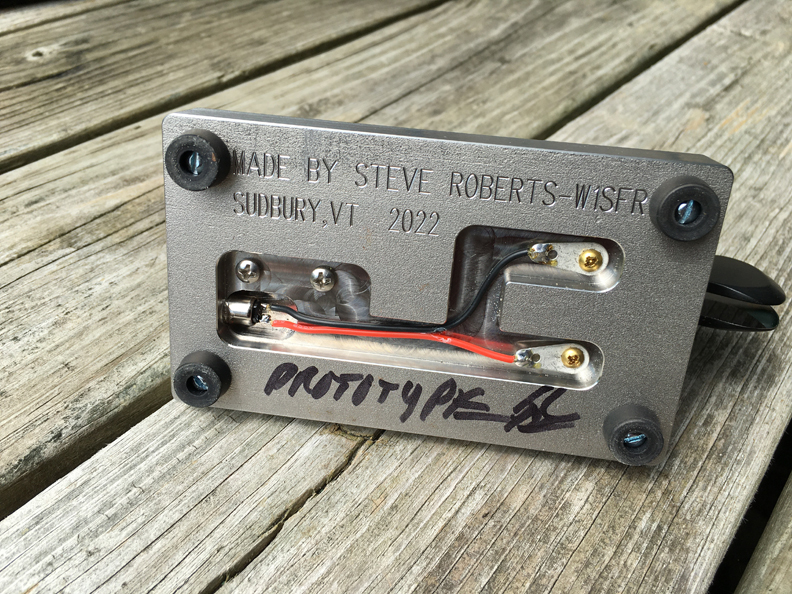 MADE BY STEVE ROBERTS-W1SFR
SUDBURY,VT 2022
PROTOTYPE